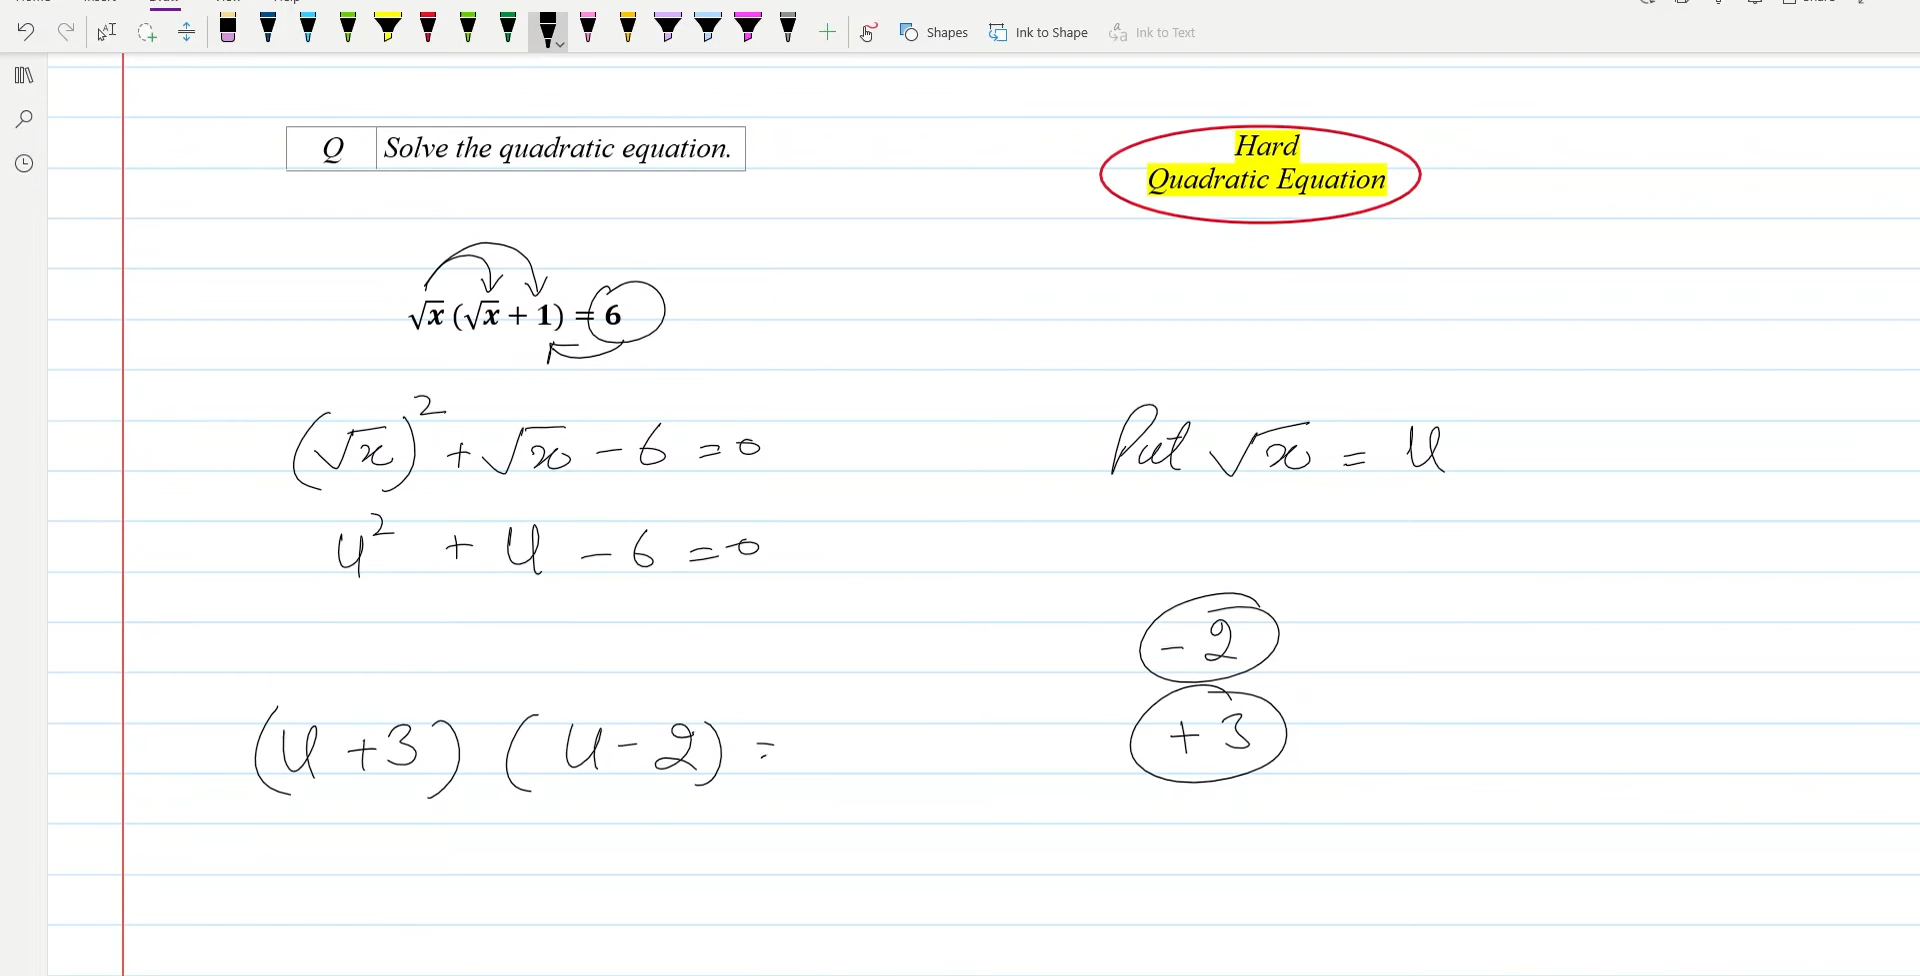 Shapes Ink to Shape Ink to Text
Q Solve the quadratic equation.
Hard
Quadratic Equation
√x (√x + 1) = 6
(√x)² + √x - 6 = 0
Put √x = u
u² + u - 6 = 0
- 2
+ 3
(u + 3) (u - 2) =